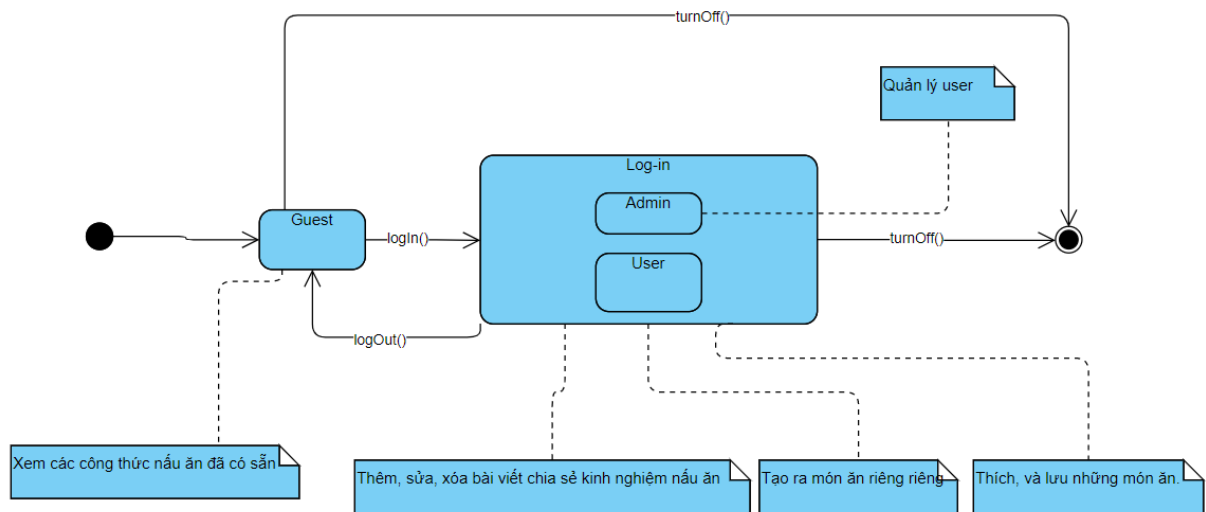 turnOff()
Quản lý user
Log-in
Admin
Guest
logIn()
turnOff()
User
logOut()
Xem các công thức nấu ăn đã có sẵn
Thêm, sửa, xóa bài viết chia sẻ kinh nghiệm nấu ăn
Tạo ra món ăn riêng riêng
Thích, và lưu những món ăn.